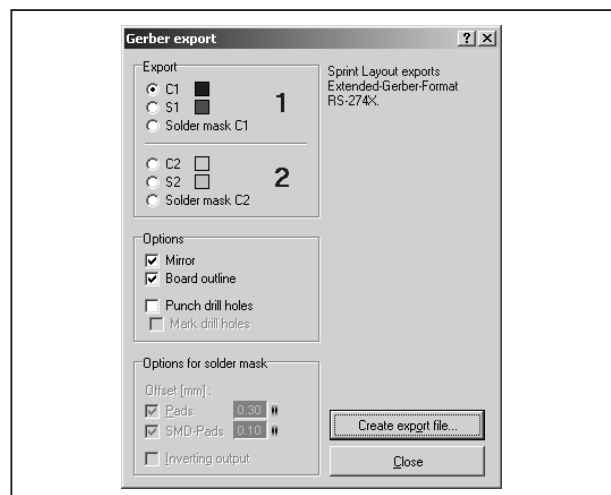 Gerber export
Export
C1
S1
Solder mask C1
1
C2
S2
Solder mask C2
2
Options
Mirror
Board outline
Punch drill holes
Mark drill holes
Options for solder mask
Offset [mm] :
Pads 0.30
SMD-Pads 0.10
Inverting output
Sprint Layout exports
Extended-Gerber-Format
RS-274X.
Create export file...
Close